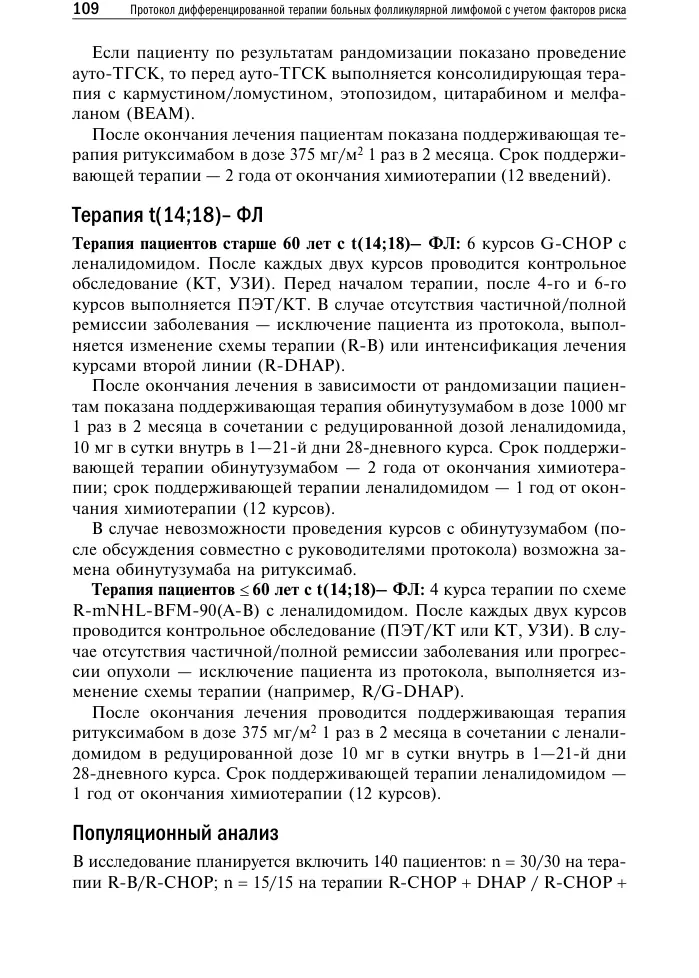 109 Протокол дифференцированной терапии больных фолликулярной лимфомой с учетом факторов риска
Если пациенту по результатам рандомизации показано проведение
ауто-ТГСК, то перед ауто-ТГСК выполняется консолидирующая тера-
пия с кармустином/ломустином, этопозидом, цитарабином и мелфа-
ланом (BEAM).
После окончания лечения пациентам показана поддерживающая те-
рапия ритуксимабом в дозе 375 мг/м² 1 раз в 2 месяца. Срок поддержи-
вающей терапии — 2 года от окончания химиотерапии (12 введений).
Терапия t(14;18)– ФЛ
Терапия пациентов старше 60 лет с t(14;18)– ФЛ: 6 курсов G-CHOP с
леналидомидом. После каждых двух курсов проводится контрольное
обследование (КТ, УЗИ). Перед началом терапии, после 4-го и 6-го
курсов выполняется ПЭТ/КТ. В случае отсутствия частичной/полной
ремиссии заболевания — исключение пациента из протокола, выпол-
няется изменение схемы терапии (R-B) или интенсификация лечения
курсами второй линии (R-DHAP).
После окончания лечения в зависимости от рандомизации пациен-
там показана поддерживающая терапия обинутузумабом в дозе 1000 мг
1 раз в 2 месяца в сочетании с редуцированной дозой леналидомида,
10 мг в сутки внутрь в 1—21-й дни 28-дневного курса. Срок поддержи-
вающей терапии обинутузумабом — 2 года от окончания химиотера-
пии; срок поддерживающей терапии леналидомидом — 1 год от окон-
чания химиотерапии (12 курсов).
В случае невозможности проведения курсов с обинутузумабом (по-
сле обсуждения совместно с руководителями протокола) возможна за-
мена обинутузумаба на ритуксимаб.
Терапия пациентов ≤ 60 лет с t(14;18)– ФЛ: 4 курса терапии по схеме
R-mNHL-BFM-90(A-B) с леналидомидом. После каждых двух курсов
проводится контрольное обследование (ПЭТ/КТ или КТ, УЗИ). В слу-
чае отсутствия частичной/полной ремиссии заболевания или прогрес-
сии опухоли — исключение пациента из протокола, выполняется из-
менение схемы терапии (например, R/G-DHAP).
После окончания лечения проводится поддерживающая терапия
ритуксимабом в дозе 375 мг/м² 1 раз в 2 месяца в сочетании с ленали-
домидом в редуцированной дозе 10 мг в сутки внутрь в 1—21-й дни
28-дневного курса. Срок поддерживающей терапии леналидомидом —
1 год от окончания химиотерапии (12 курсов).
Популяционный анализ
В исследование планируется включить 140 пациентов: n = 30/30 на тера-
пии R-B/R-CHOP; n = 15/15 на терапии R-CHOP + DHAP / R-CHOP +